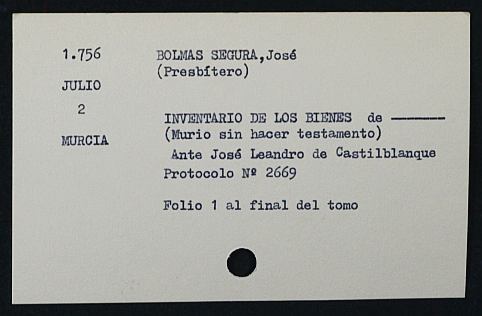 1.756
JULIO
2
MURCIA
BOLMAS SEGURA,José
(Presbítero)
INVENTARIO DE LOS BIENES de ———
(Murio sin hacer testamento)
Ante José Leandro de Castilblanque
Protocolo Nº 2669
Folio 1 al final del tomo